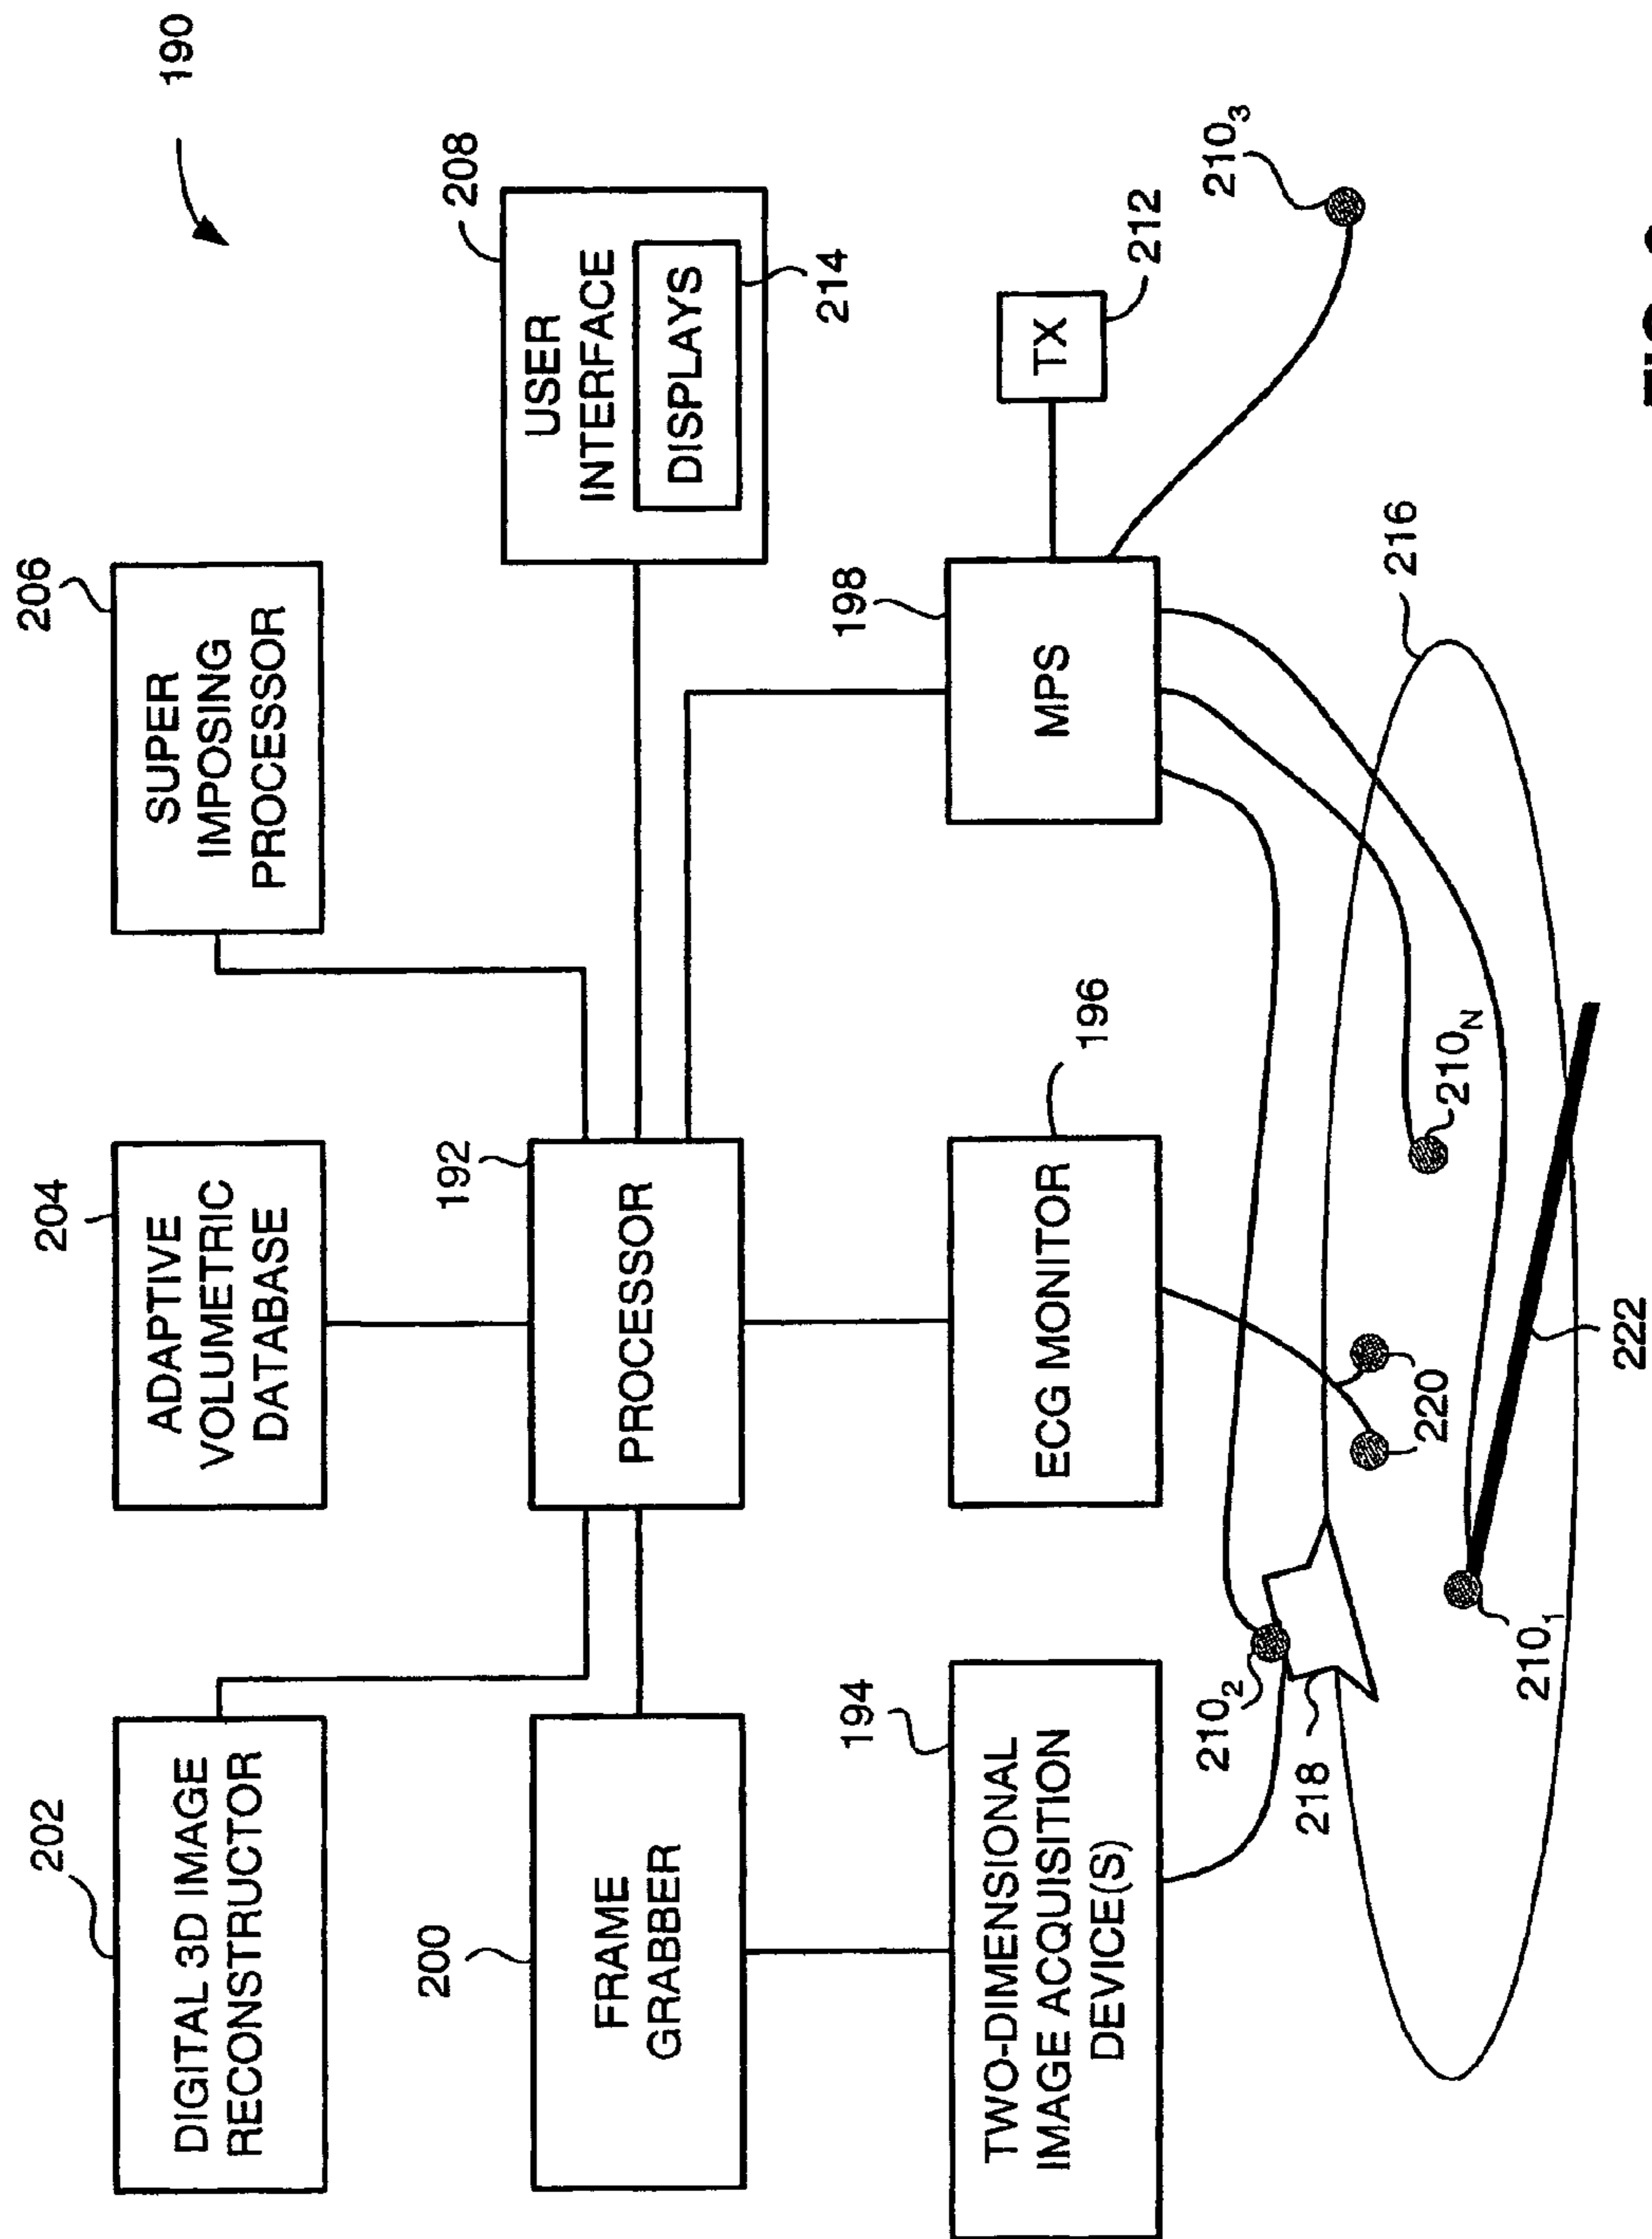 190
202
DIGITAL 3D IMAGE
RECONSTRUCTOR
204
ADAPTIVE
VOLUMETRIC
DATABASE
206
SUPER
IMPOSING
PROCESSOR
200
FRAME
GRABBER
192
PROCESSOR
208
USER
INTERFACE
DISPLAYS
214
194
TWO-DIMENSIONAL
IMAGE ACQUISITION
DEVICE(S)
ECG MONITOR
196
198
MPS
TX
212
210₃
210₂
218
220
210_N
216
210₁
222